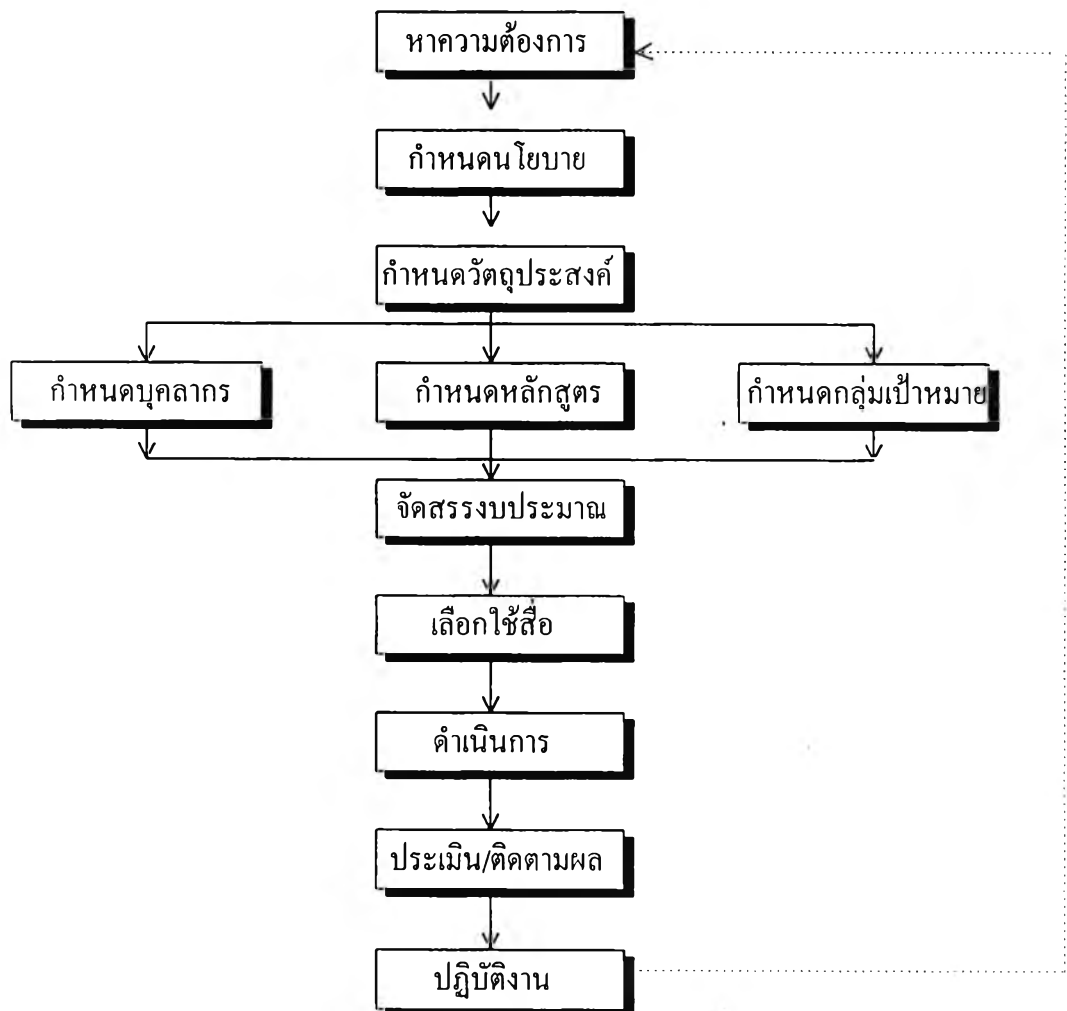 หาความต้องการ
กำหนดนโยบาย
กำหนดวัตถุประสงค์
กำหนดบุคลากร
กำหนดหลักสูตร
กำหนดกลุ่มเป้าหมาย
จัดสรรงบประมาณ
เลือกใช้สื่อ
ดำเนินการ
ประเมิน/ติดตามผล
ปฏิบัติงาน